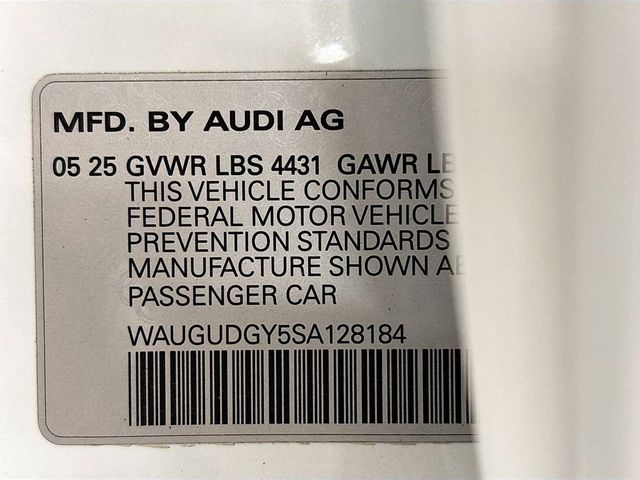 MFD. BY AUDI AG
05 25 GVWR LBS 4431 GAWR
THIS VEHICLE CONFORMS
FEDERAL MOTOR VEHICLE
PREVENTION STANDARDS
MANUFACTURE SHOWN
PASSENGER CAR
WAUGUDGY5SA128184